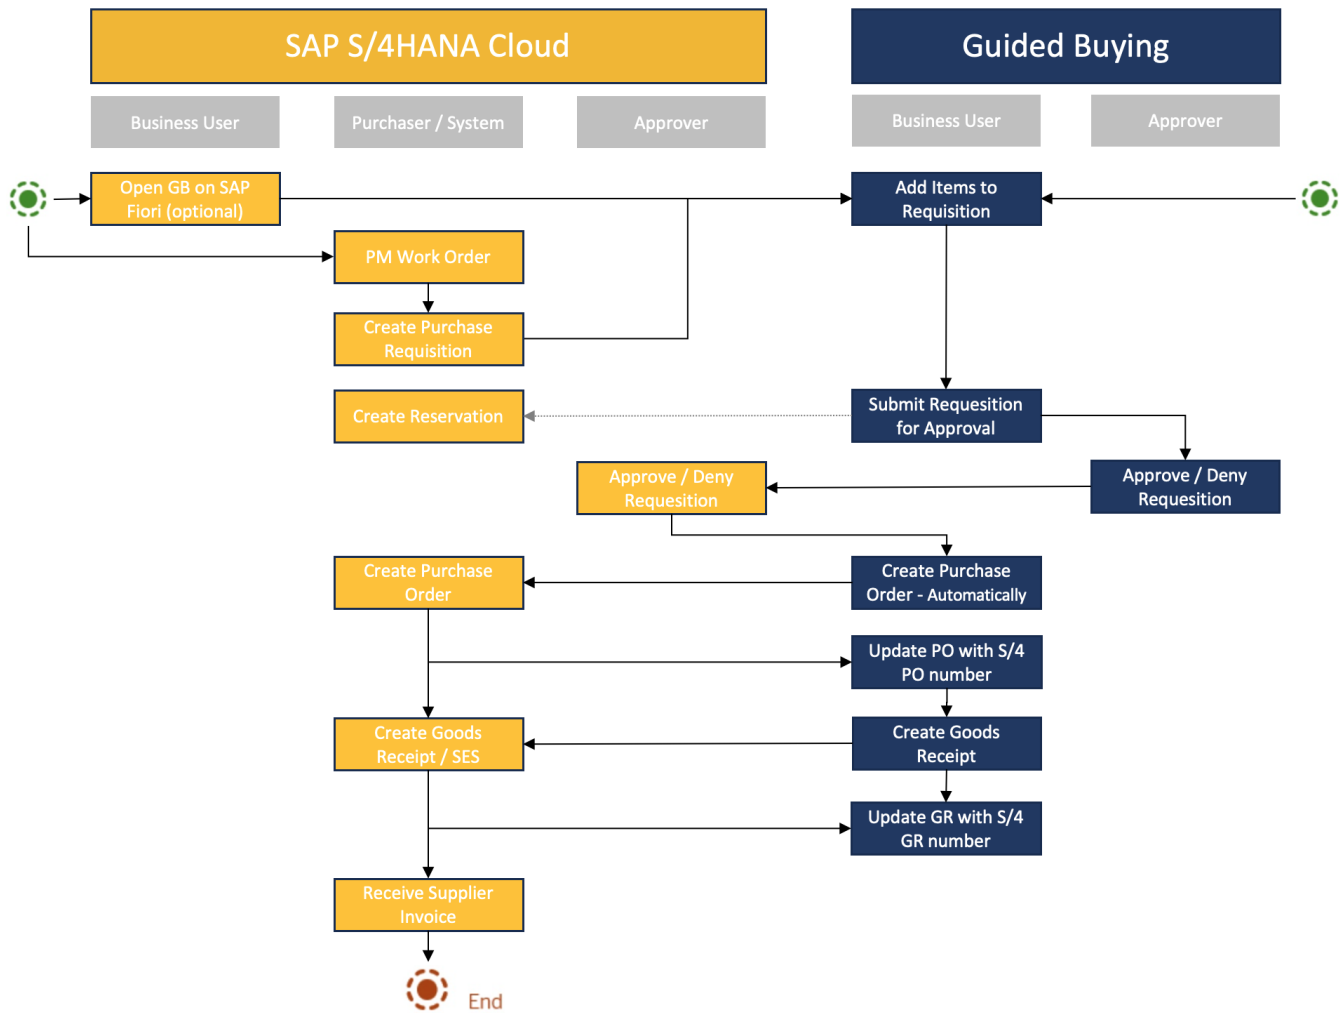 SAP S/4HANA Cloud
Guided Buying
Business User
Purchaser / System
Approver
Business User
Approver
Open GB on SAP
Fiori (optional)
Add Items to
Requisition
PM Work Order
Create Purchase
Requisition
Create Reservation
Submit Requesition
for Approval
Approve / Deny
Requesition
Approve / Deny
Requesition
Create Purchase
Order
Create Purchase
Order - Automatically
Update PO with S/4
PO number
Create Goods
Receipt / SES
Create Goods
Receipt
Update GR with S/4
GR number
Receive Supplier
Invoice
End